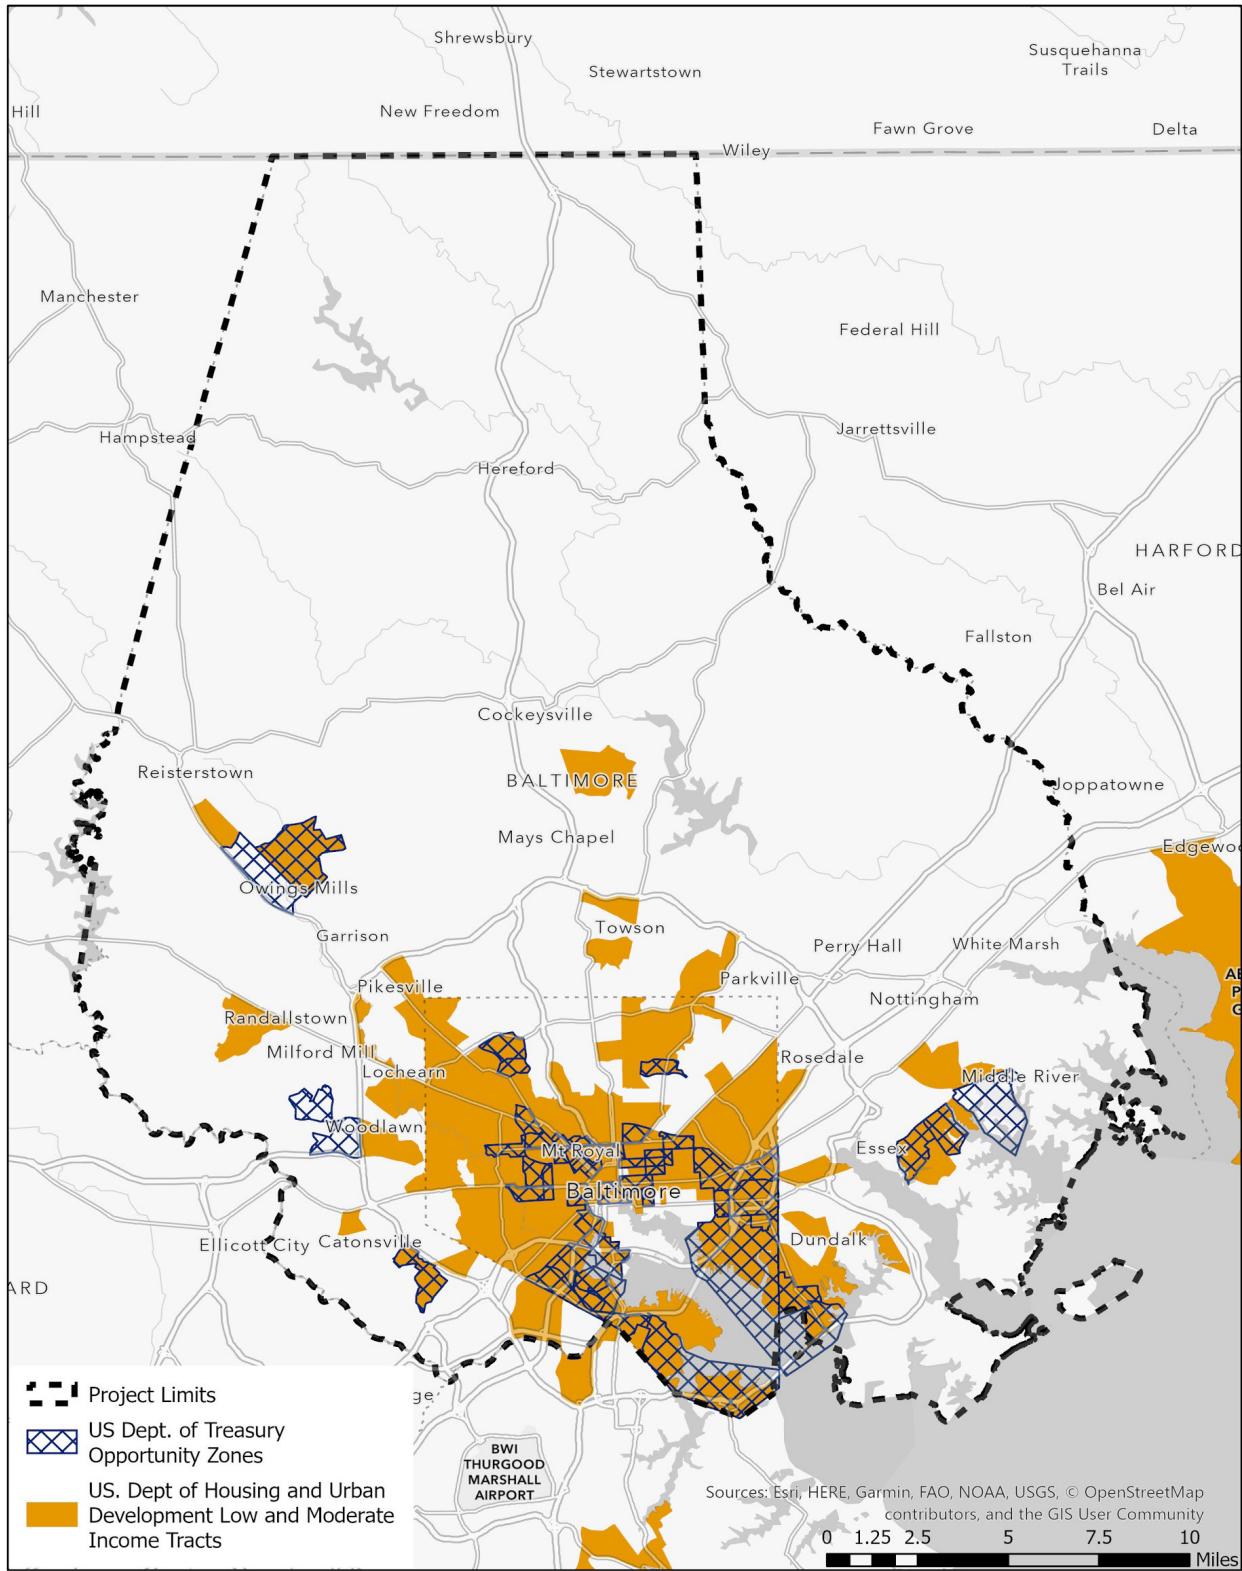 Shrewsbury
Susquehanna
Trails
Stewartstown
Hill
New Freedom
Fawn Grove
Delta
Wiley
Manchester
Federal Hill
Hampstead
Jarrettsville
Hereford
HARFORD
Bel Air
Fallston
Cockeysville
Reisterstown
BALTIMORE
Joppatowne
Mays Chapel
Edgewoo
Owings Mills
Garrison
Towson
Perry Hall
White Marsh
Pikesville
Parkville
Nottingham
AB
P
G
Randallstown
Milford Mill
Lochearn
Rosedale
Middle River
Woodlawn
Mt Royal
Essex
Baltimore
Ellicott City
Catonsville
Dundalk
ARD
Project Limits
ge
US Dept. of Treasury
Opportunity Zones
US. Dept of Housing and Urban
Development Low and Moderate
Income Tracts
BWI
THURGOOD
MARSHALL
AIRPORT
Sources: Esri, HERE, Garmin, FAO, NOAA, USGS, © OpenStreetMap
contributors, and the GIS User Community
0 1.25 2.5 5 7.5 10
Miles